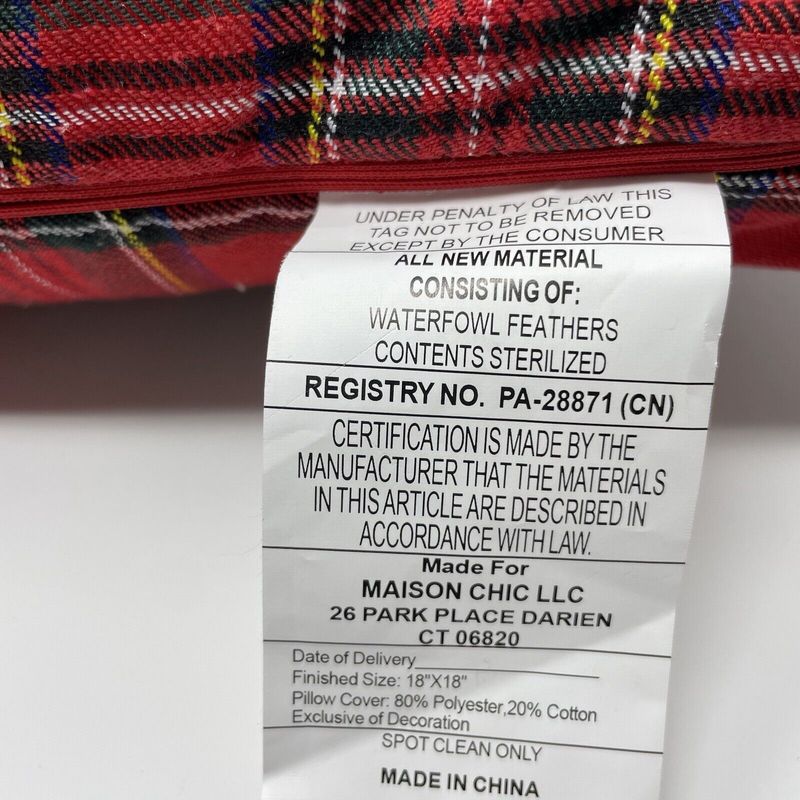 UNDER PENALTY OF LAW THIS
TAG NOT TO BE REMOVED
EXCEPT BY THE CONSUMER
ALL NEW MATERIAL
CONSISTING OF:
WATERFOWL FEATHERS
CONTENTS STERILIZED
REGISTRY NO. PA-28871 (CN)
CERTIFICATION IS MADE BY THE
MANUFACTURER THAT THE MATERIALS
IN THIS ARTICLE ARE DESCRIBED IN
ACCORDANCE WITH LAW.
Made For
MAISON CHIC LLC
26 PARK PLACE DARIEN
CT 06820
Date of Delivery
Finished Size: 18"X18"
Pillow Cover: 80% Polyester,20% Cotton
Exclusive of Decoration
SPOT CLEAN ONLY
MADE IN CHINA